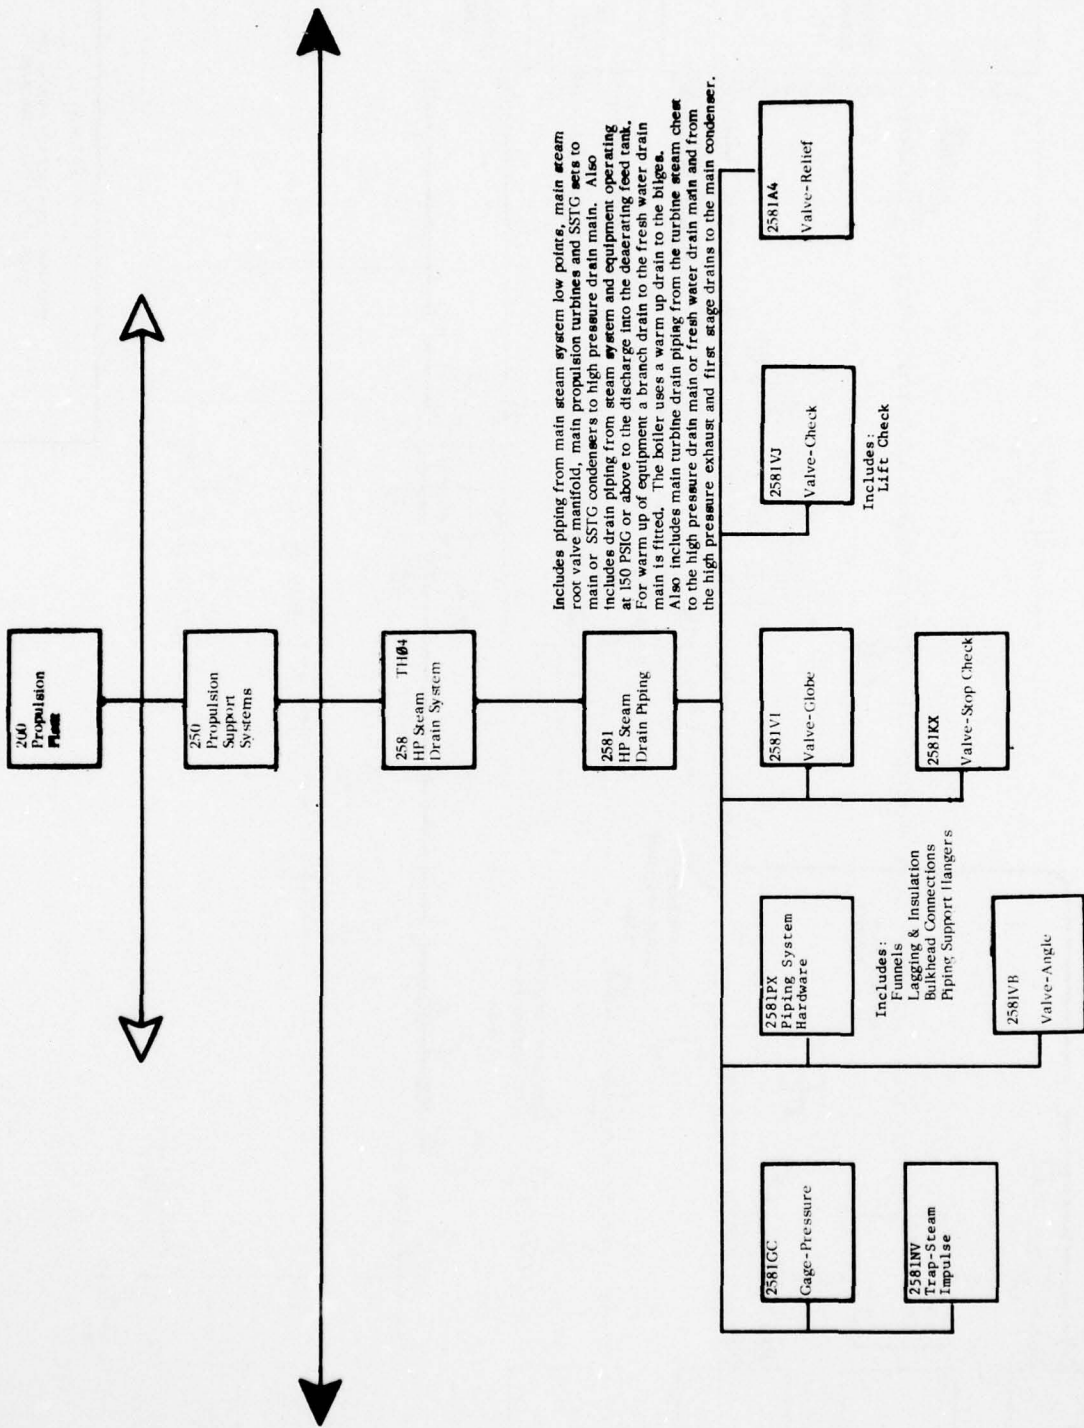 200
Propulsion
Plant
250
Propulsion
Support
Systems
258 THØ4
HP Steam
Drain System
2581
HP Steam
Drain Piping
Includes piping from main steam system low points, main steam
root valve manifold, main propulsion turbines and SSTG sets to
main or SSTG condensers to high pressure drain main. Also
includes drain piping from steam system and equipment operating
at 150 PSIG or above to the discharge into the deaerating feed tank.
For warm up of equipment a branch drain to the fresh water drain
main is fitted. The boiler uses a warm up drain to the bilges.
Also includes main turbine drain piping from the turbine steam chest
to the high pressure drain main or fresh water drain main and from
the high pressure exhaust and first stage drains to the main condenser.
2581GC
Gage-Pressure
2581NV
Trap-Steam
Impulse
2581PX
Piping System
Hardware
Includes:
Funnels
Lagging & Insulation
Bulkhead Connections
Piping Support Hangers
2581VB
Valve-Angle
2581V1
Valve-Globe
2581KX
Valve-Stop Check
2581VJ
Valve-Check
Includes:
Lift Check
2581A4
Valve-Relief